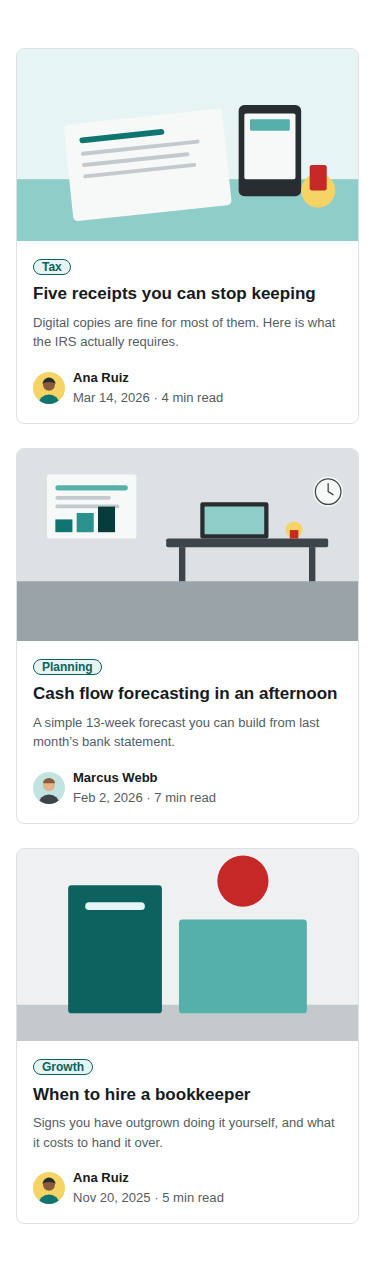 Tax
Five receipts you can stop keeping
Digital copies are fine for most of them. Here is what
the IRS actually requires.
Ana Ruiz
Mar 14, 2026 · 4 min read
Planning
Cash flow forecasting in an afternoon
A simple 13-week forecast you can build from last
month’s bank statement.
Marcus Webb
Feb 2, 2026 · 7 min read
Growth
When to hire a bookkeeper
Signs you have outgrown doing it yourself, and what
it costs to hand it over.
Ana Ruiz
Nov 20, 2025 · 5 min read